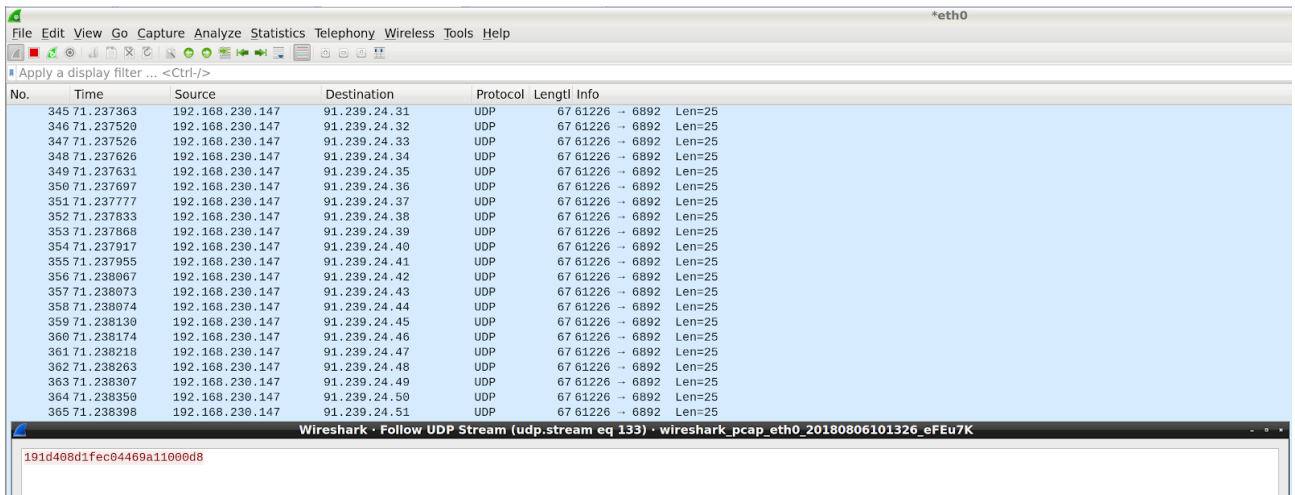 *eth0
File Edit View Go Capture Analyze Statistics Telephony Wireless Tools Help
Apply a display filter ... <Ctrl-/>
No. Time Source Destination Protocol Lengtl Info
345 71.237363 192.168.230.147 91.239.24.31 UDP 67 61226 → 6892 Len=25
346 71.237520 192.168.230.147 91.239.24.32 UDP 67 61226 → 6892 Len=25
347 71.237526 192.168.230.147 91.239.24.33 UDP 67 61226 → 6892 Len=25
348 71.237626 192.168.230.147 91.239.24.34 UDP 67 61226 → 6892 Len=25
349 71.237631 192.168.230.147 91.239.24.35 UDP 67 61226 → 6892 Len=25
350 71.237697 192.168.230.147 91.239.24.36 UDP 67 61226 → 6892 Len=25
351 71.237777 192.168.230.147 91.239.24.37 UDP 67 61226 → 6892 Len=25
352 71.237833 192.168.230.147 91.239.24.38 UDP 67 61226 → 6892 Len=25
353 71.237868 192.168.230.147 91.239.24.39 UDP 67 61226 → 6892 Len=25
354 71.237917 192.168.230.147 91.239.24.40 UDP 67 61226 → 6892 Len=25
355 71.237955 192.168.230.147 91.239.24.41 UDP 67 61226 → 6892 Len=25
356 71.238067 192.168.230.147 91.239.24.42 UDP 67 61226 → 6892 Len=25
357 71.238073 192.168.230.147 91.239.24.43 UDP 67 61226 → 6892 Len=25
358 71.238074 192.168.230.147 91.239.24.44 UDP 67 61226 → 6892 Len=25
359 71.238130 192.168.230.147 91.239.24.45 UDP 67 61226 → 6892 Len=25
360 71.238174 192.168.230.147 91.239.24.46 UDP 67 61226 → 6892 Len=25
361 71.238218 192.168.230.147 91.239.24.47 UDP 67 61226 → 6892 Len=25
362 71.238263 192.168.230.147 91.239.24.48 UDP 67 61226 → 6892 Len=25
363 71.238307 192.168.230.147 91.239.24.49 UDP 67 61226 → 6892 Len=25
364 71.238350 192.168.230.147 91.239.24.50 UDP 67 61226 → 6892 Len=25
365 71.238398 192.168.230.147 91.239.24.51 UDP 67 61226 → 6892 Len=25
Wireshark · Follow UDP Stream (udp.stream eq 133) · wireshark_pcap_eth0_20180806101326_eFEu7K
191d408d1fec04469a11000d8